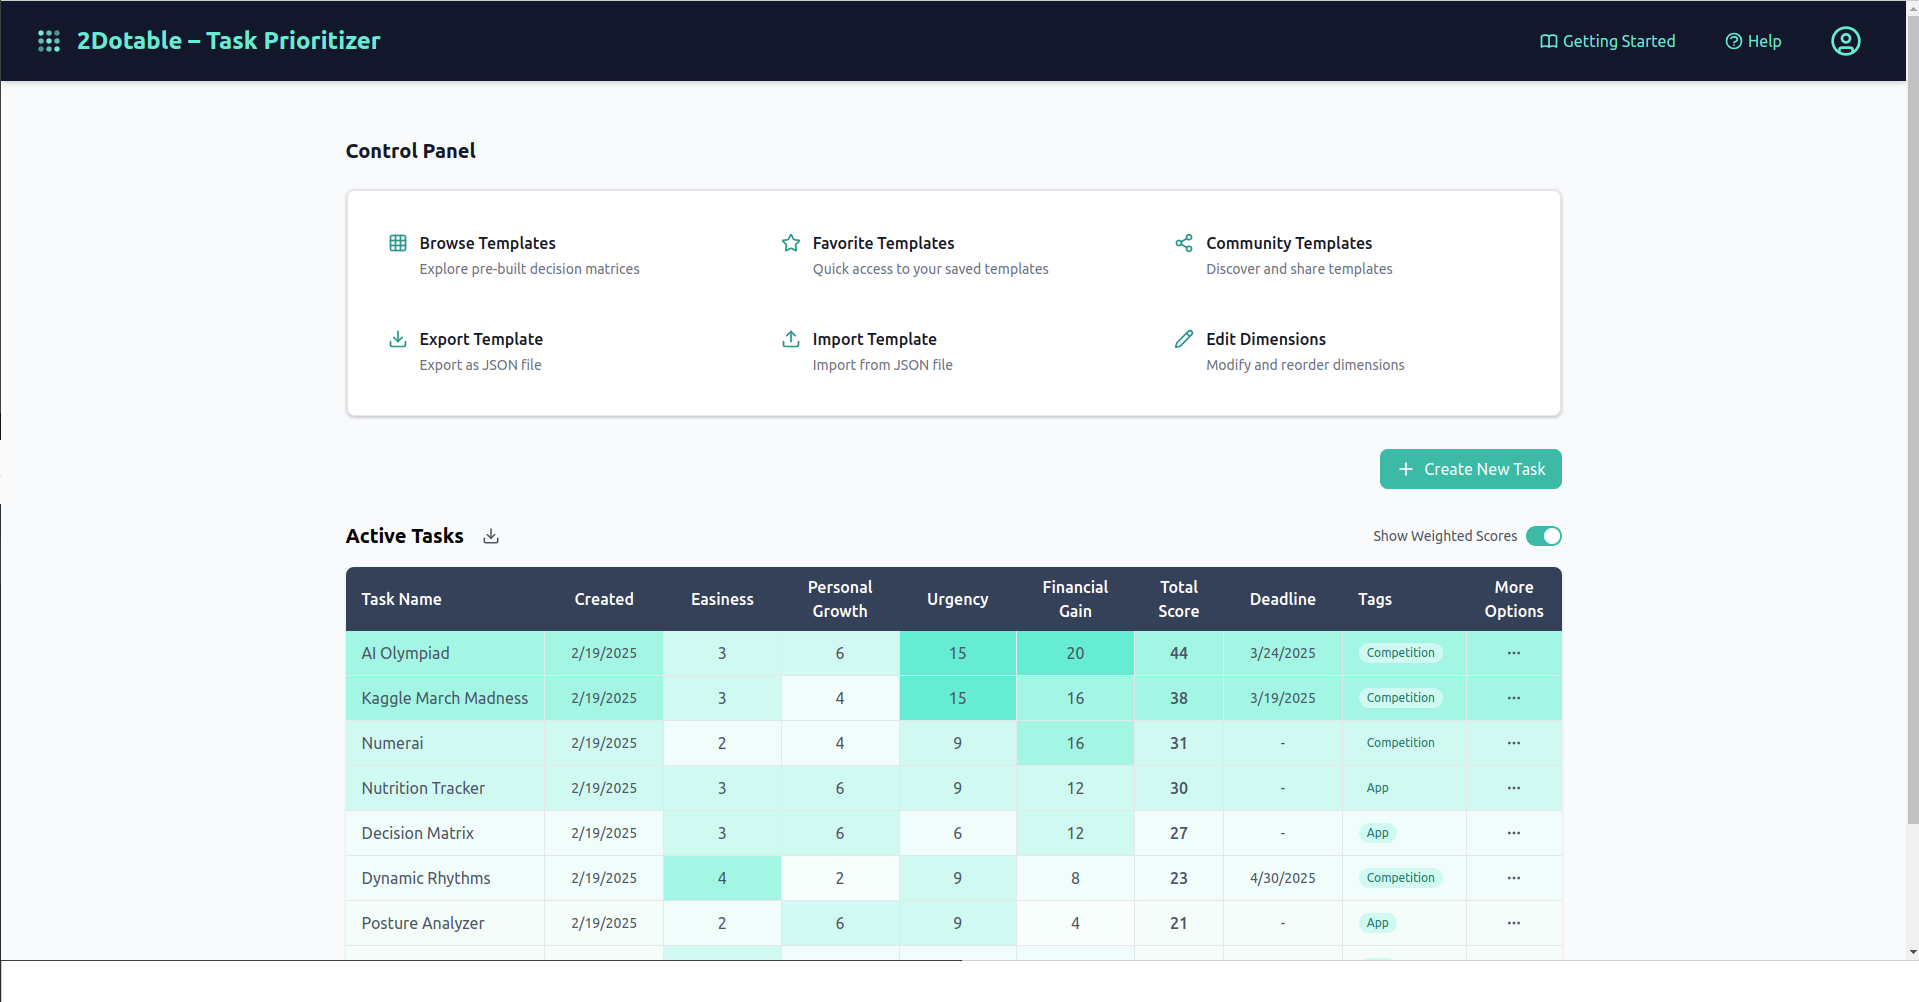 2Dotable – Task Prioritizer
Getting Started
Help
Control Panel
Browse Templates
Explore pre-built decision matrices
Favorite Templates
Quick access to your saved templates
Community Templates
Discover and share templates
Export Template
Export as JSON file
Import Template
Import from JSON file
Edit Dimensions
Modify and reorder dimensions
+ Create New Task
Active Tasks
Show Weighted Scores
Task Name Created Easiness Personal Growth Urgency Financial Gain Total Score Deadline Tags More Options
AI Olympiad 2/19/2025 3 6 15 20 44 3/24/2025 Competition ...
Kaggle March Madness 2/19/2025 3 4 15 16 38 3/19/2025 Competition ...
Numerai 2/19/2025 2 4 9 16 31 - Competition ...
Nutrition Tracker 2/19/2025 3 6 9 12 30 - App ...
Decision Matrix 2/19/2025 3 6 6 12 27 - App ...
Dynamic Rhythms 2/19/2025 4 2 9 8 23 4/30/2025 Competition ...
Posture Analyzer 2/19/2025 2 6 9 4 21 - App ...